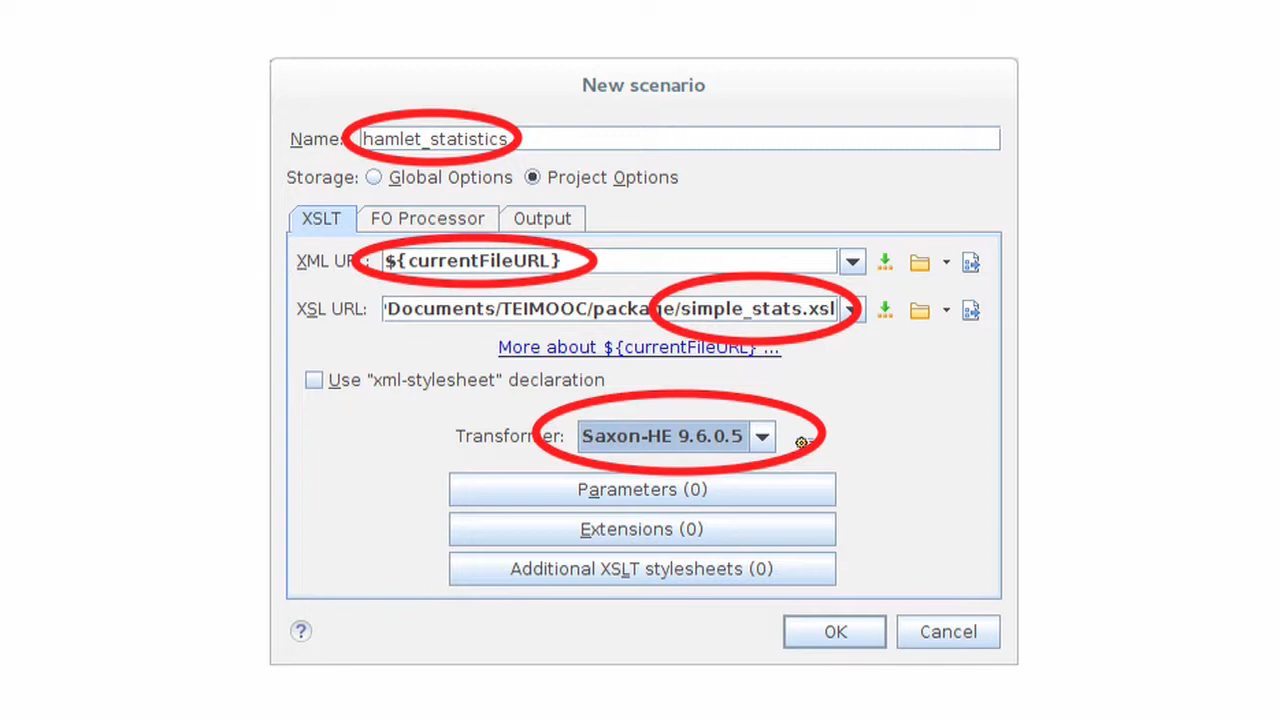 New scenario
Name: hamlet_statistics
Storage: Global Options Project Options
XSLT FO Processor Output
XML UR : ${currentFileURL}
XSL URL: 'Documents/TEIMOOC/package/simple_stats.xsl
More about ${currentFileURL} ...
Use "xml-stylesheet" declaration
Transformer: Saxon-HE 9.6.0.5
Parameters (0)
Extensions (0)
Additional XSLT stylesheets (0)
? OK Cancel